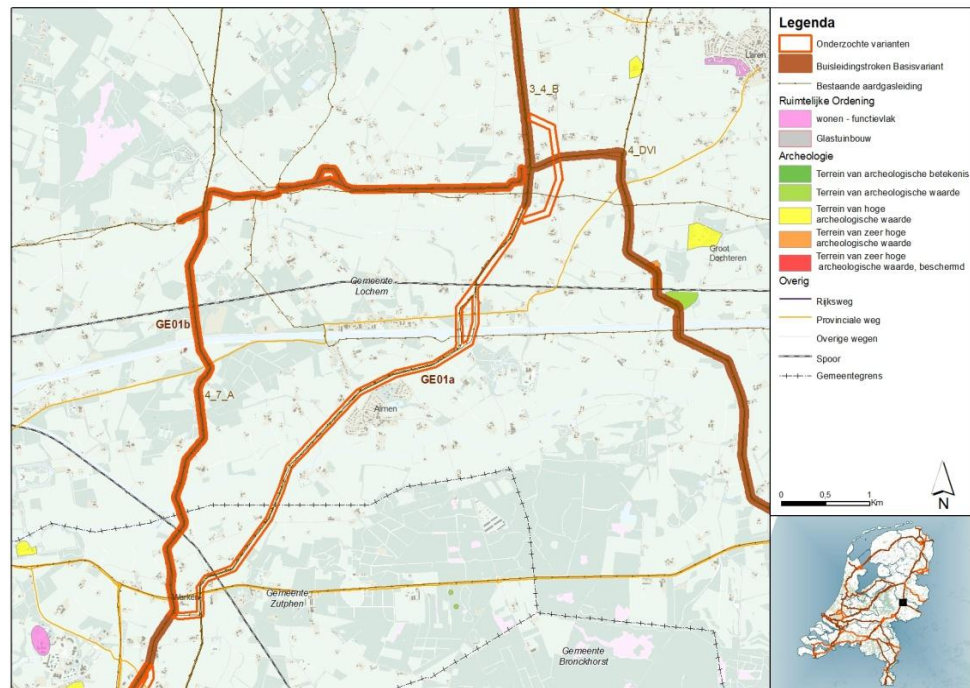 Laren
3_4_B
4_DVI
Groot
Dochteren
Gemeente
Lochem
GE01b
GE01a
4_7_A
Almen
Warken
Gemeente
Zutphen
Gemeente
Bronckhorst
Legenda
Onderzochte varianten
Buisleidingstroken Basisvariant
Bestaande aardgasleiding
Ruimtelijke Ordening
wonen - functievlak
Glastuinbouw
Archeologie
Terrein van archeologische betekenis
Terrein van archeologische waarde
Terrein van hoge
archeologische waarde
Terrein van zeer hoge
archeologische waarde
Terrein van zeer hoge
archeologische waarde, beschermd
Overig
Rijksweg
Provinciale weg
Overige wegen
Spoor
Gemeentegrens
0 0,5 1
Km
N